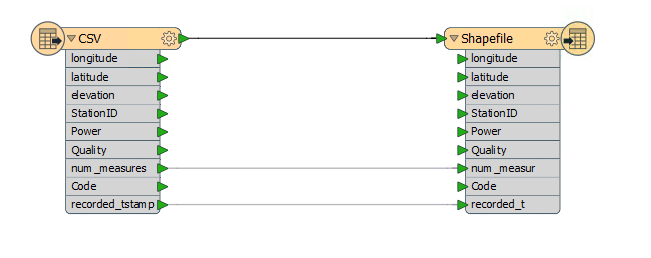 CSV
longitude
latitude
elevation
StationID
Power
Quality
num_measures
Code
recorded_tstamp
Shapefile
longitude
latitude
elevation
StationID
Power
Quality
num_measur
Code
recorded_t